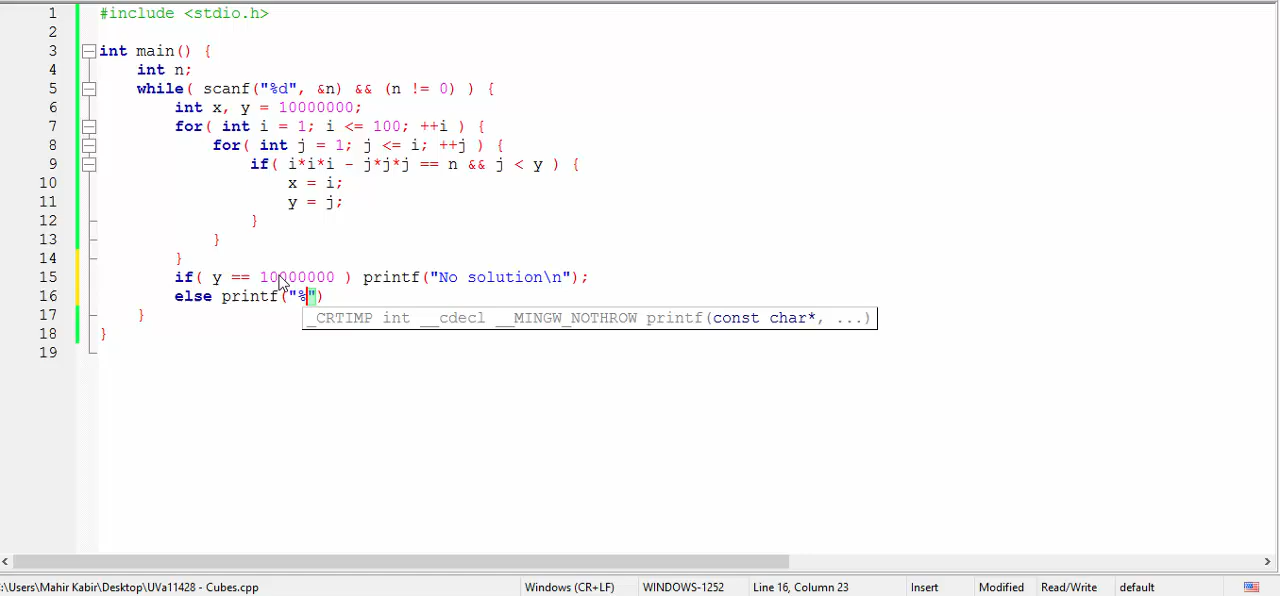 1 #include <stdio.h>
2
3 int main() {
4 int n;
5 while( scanf("%d", &n) && (n != 0) ) {
6 int x, y = 10000000;
7 for( int i = 1; i <= 100; ++i ) {
8 for( int j = 1; j <= i; ++j ) {
9 if( i*i*i - j*j*j == n && j < y ) {
10 x = i;
11 y = j;
12 }
13 }
14 }
15 if( y == 10000000 ) printf("No solution\n");
16 else printf("%")
_CRTIMP int __cdecl __MINGW_NOTHROW printf(const char*, ...)
17 }
18 }
19
:\Users\Mahir Kabir\Desktop\UVa11428 - Cubes.cpp Windows (CR+LF) WINDOWS-1252 Line 16, Column 23 Insert Modified Read/Write default